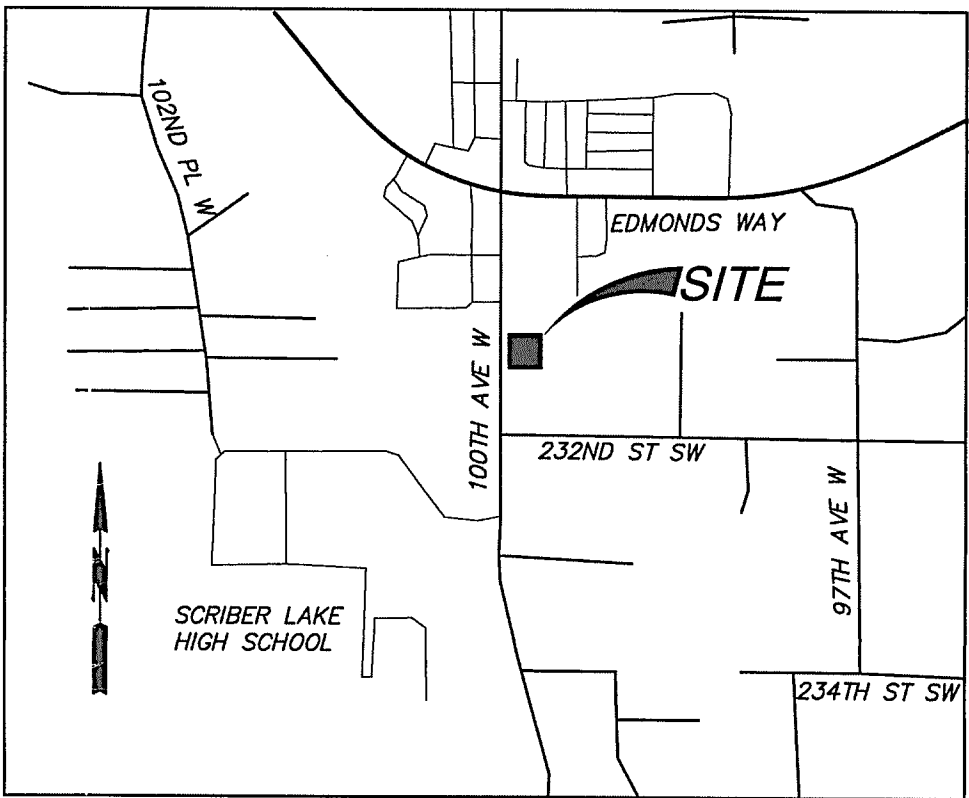 102ND PL W
EDMONDS WAY
SITE
100TH AVE W
232ND ST SW
97TH AVE W
N
SCRIBER LAKE
HIGH SCHOOL
234TH ST SW